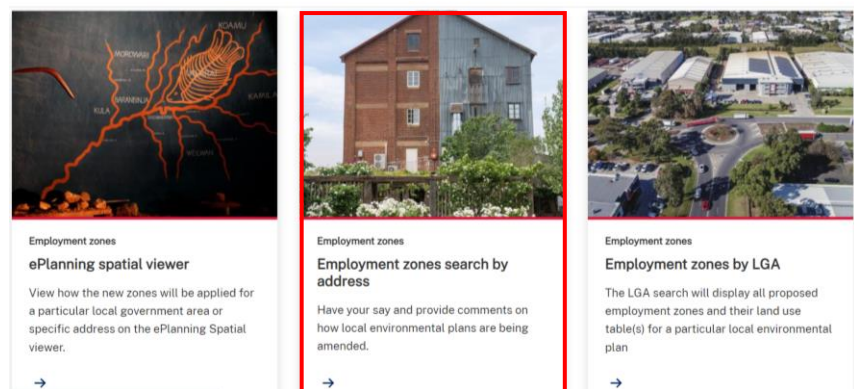 KOAMU
MOROWARI
KULA
BARANBINJA
Employment zones
ePlanning spatial viewer
View how the new zones will be applied for
a particular local government area or
specific address on the ePlanning Spatial
viewer.
Employment zones
Employment zones search by
address
Have your say and provide comments on
how local environmental plans are being
amended.
Employment zones
Employment zones by LGA
The LGA search will display all proposed
employment zones and their land use
table(s) for a particular local environmental
plan